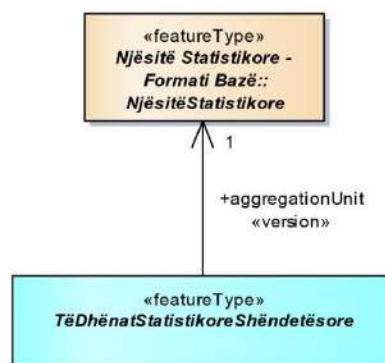 «featureType»
Njësitë Statistikore -
Formati Bazë::
NjësitëStatistikore
1
+aggregationUnit
«version»
«featureType»
TëDhënatStatistikoreShëndetësore